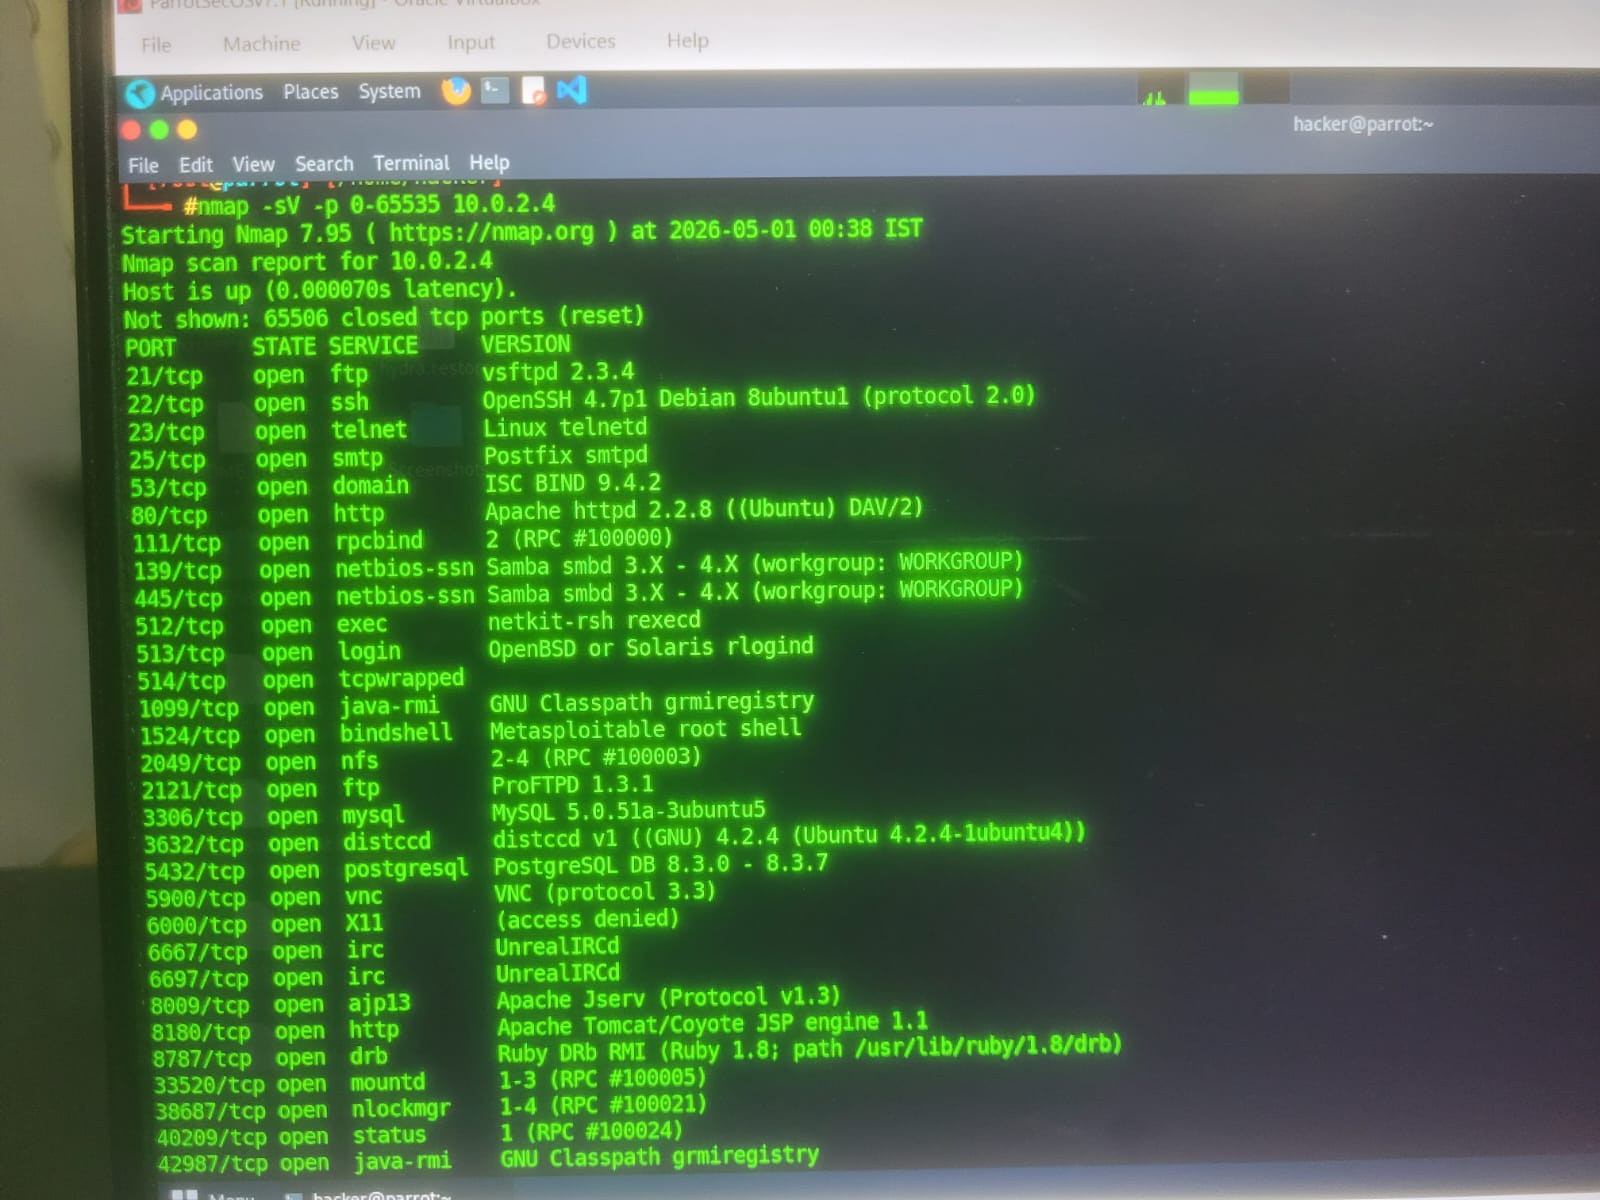 File Machine View Input Devices Help
Applications Places System
hacker@parrot:~
File Edit View Search Terminal Help
#nmap -sV -p 0-65535 10.0.2.4
Starting Nmap 7.95 ( https://nmap.org ) at 2026-05-01 00:38 IST
Nmap scan report for 10.0.2.4
Host is up (0.000070s latency).
Not shown: 65506 closed tcp ports (reset)
PORT STATE SERVICE VERSION
21/tcp open ftp vsftpd 2.3.4
22/tcp open ssh OpenSSH 4.7p1 Debian 8ubuntu1 (protocol 2.0)
23/tcp open telnet Linux telnetd
25/tcp open smtp Postfix smtpd
53/tcp open domain ISC BIND 9.4.2
80/tcp open http Apache httpd 2.2.8 ((Ubuntu) DAV/2)
111/tcp open rpcbind 2 (RPC #100000)
139/tcp open netbios-ssn Samba smbd 3.X - 4.X (workgroup: WORKGROUP)
445/tcp open netbios-ssn Samba smbd 3.X - 4.X (workgroup: WORKGROUP)
512/tcp open exec netkit-rsh rexecd
513/tcp open login OpenBSD or Solaris rlogind
514/tcp open tcpwrapped
1099/tcp open java-rmi GNU Classpath grmiregistry
1524/tcp open bindshell Metasploitable root shell
2049/tcp open nfs 2-4 (RPC #100003)
2121/tcp open ftp ProFTPD 1.3.1
3306/tcp open mysql MySQL 5.0.51a-3ubuntu5
3632/tcp open distccd distccd v1 ((GNU) 4.2.4 (Ubuntu 4.2.4-1ubuntu4))
5432/tcp open postgresql PostgreSQL DB 8.3.0 - 8.3.7
5900/tcp open vnc VNC (protocol 3.3)
6000/tcp open X11 (access denied)
6667/tcp open irc UnrealIRCd
6697/tcp open irc UnrealIRCd
8009/tcp open ajp13 Apache Jserv (Protocol v1.3)
8180/tcp open http Apache Tomcat/Coyote JSP engine 1.1
8787/tcp open drb Ruby DRb RMI (Ruby 1.8; path /usr/lib/ruby/1.8/drb)
33520/tcp open mountd 1-3 (RPC #100005)
38687/tcp open nlockmgr 1-4 (RPC #100021)
40209/tcp open status 1 (RPC #100024)
42987/tcp open java-rmi GNU Classpath grmiregistry
Menu hacker@parrot:~